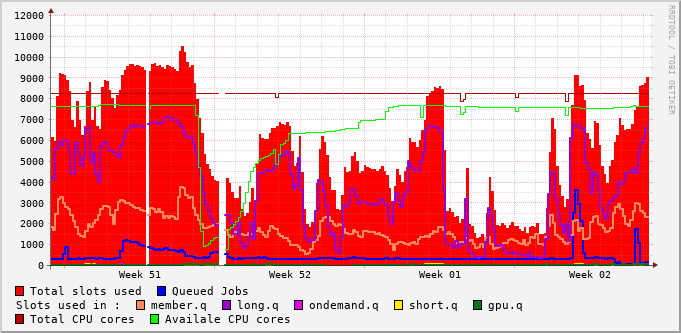 12000
11000
10000
9000
8000
7000
6000
5000
4000
3000
2000
1000
0
Week 51 Week 52 Week 01 Week 02
RRDTOOL / TOBI OETIKER
Total slots used Queued Jobs
Slots used in : member.q long.q ondemand.q short.q gpu.q
Total CPU cores Availale CPU cores